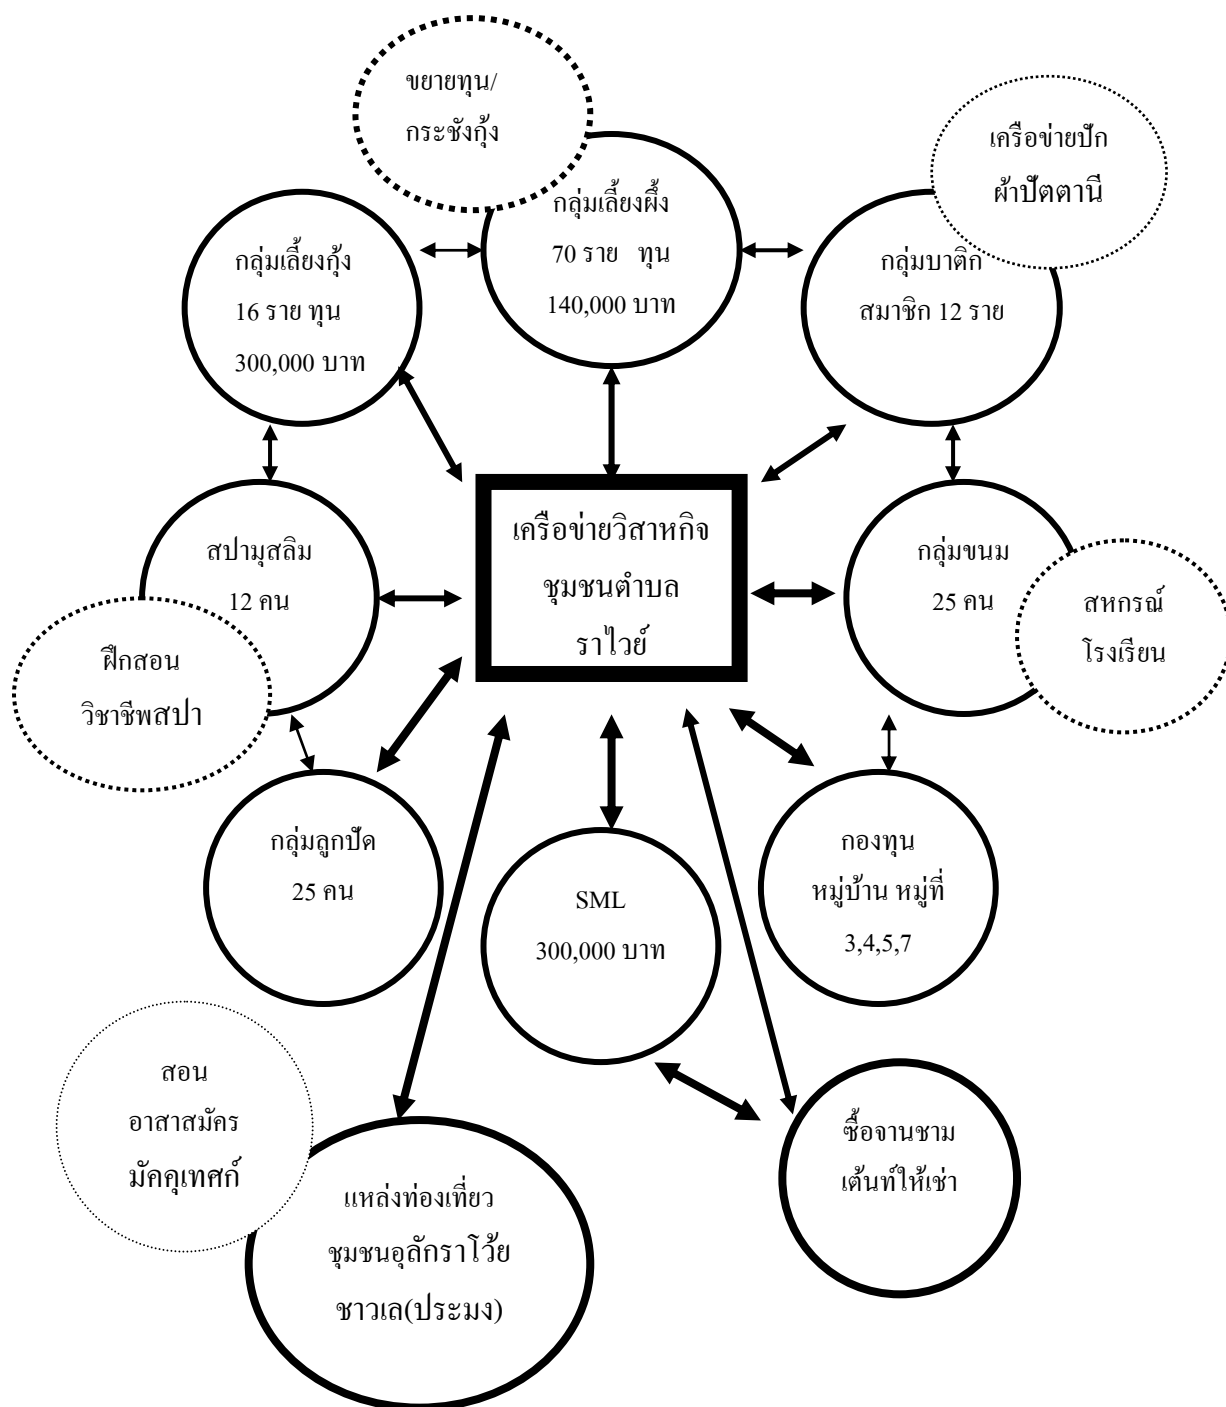 ขยายทุน/
กระชังกุ้ง
เครือข่ายปัก
ผ้าปัตตานี
กลุ่มเลี้ยงผึ้ง
70 ราย ทุน
140,000 บาท
กลุ่มเลี้ยงกุ้ง
16 ราย ทุน
300,000 บาท
กลุ่มบาติก
สมาชิก 12 ราย
เครือข่ายวิสาหกิจ
ชุมชนตำบล
ราไวย์
สปามุสลิม
12 คน
กลุ่มขนม
25 คน
สหกรณ์
โรงเรียน
ฝึกสอน
วิชาชีพสปา
กลุ่มลูกปัด
25 คน
SML
300,000 บาท
กองทุน
หมู่บ้าน หมู่ที่
3,4,5,7
สอน
อาสาสมัคร
มัคคุเทศก์
แหล่งท่องเที่ยว
ชุมชนอุลักราโว้ย
ชาวเล(ประมง)
ซื้อจานชาม
เต้นท์ให้เช่า